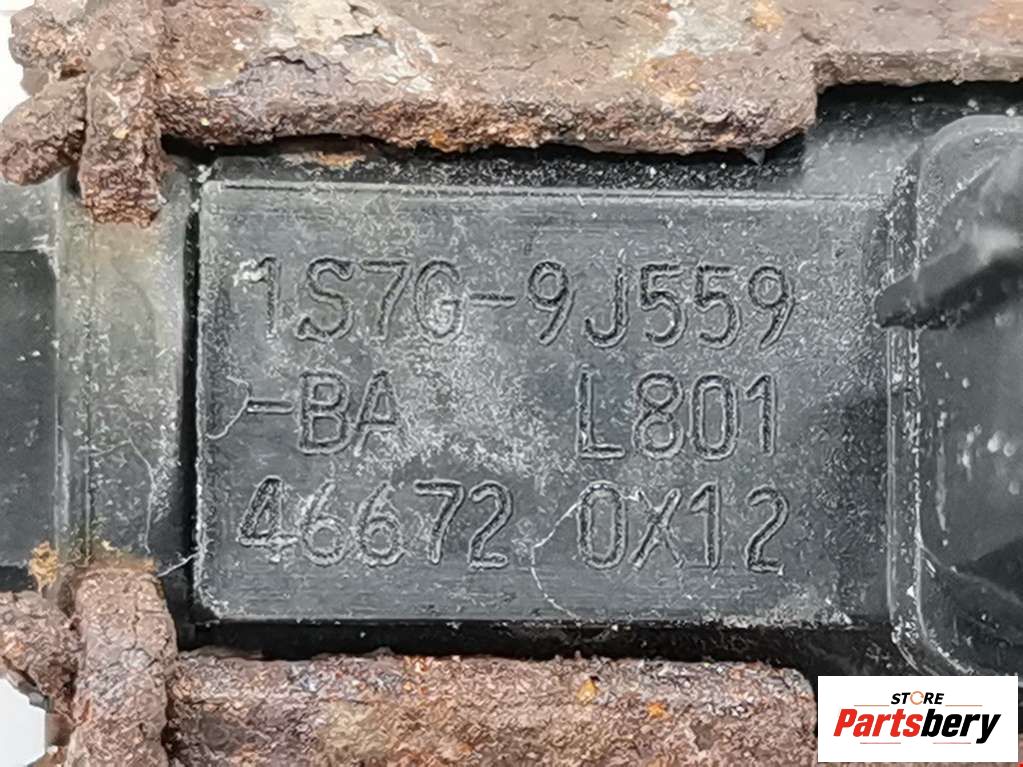 1S7G-9J559
-BA L801
46672 0X12
STORE
Partsbery